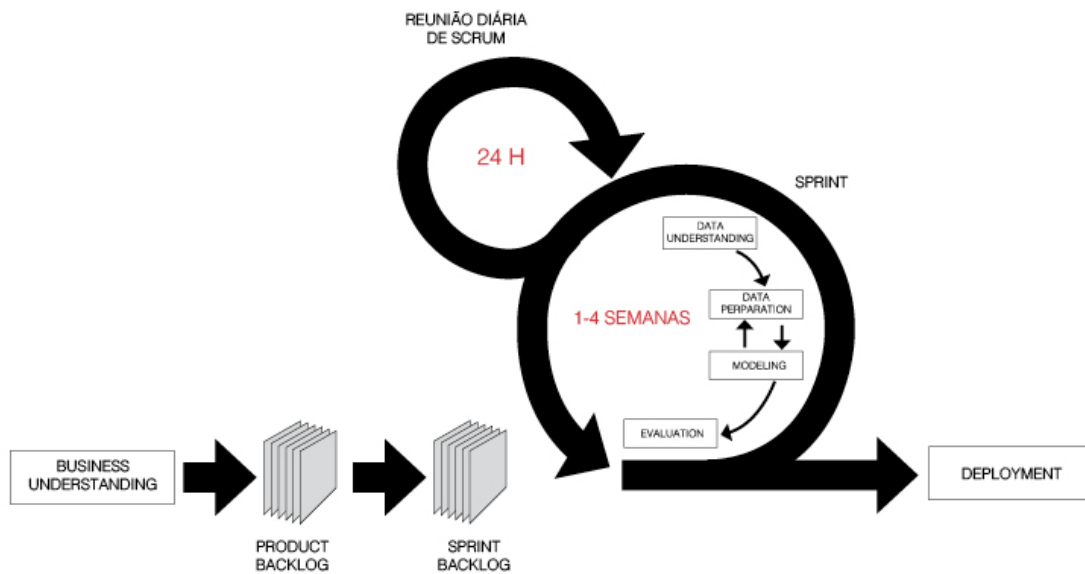 REUNIÃO DIÁRIA
DE SCRUM
24 H
SPRINT
DATA
UNDERSTANDING
1-4 SEMANAS
DATA
PERPARATION
MODELING
EVALUATION
BUSINESS
UNDERSTANDING
DEPLOYMENT
PRODUCT
BACKLOG
SPRINT
BACKLOG